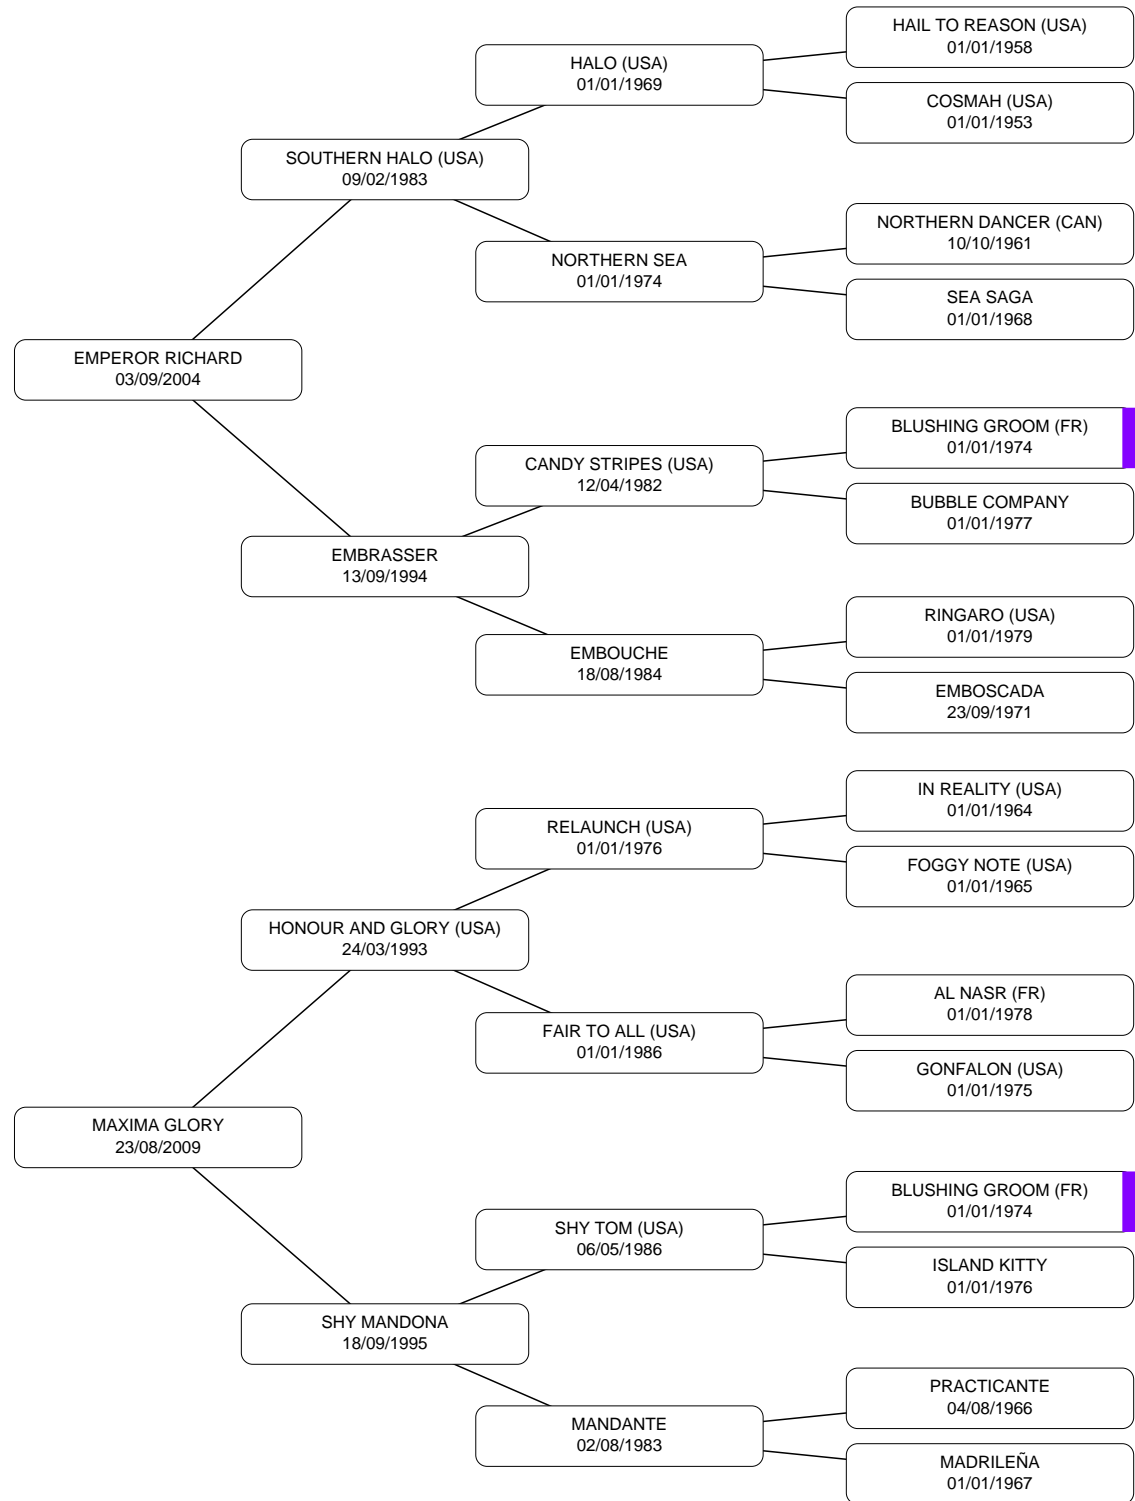 HAIL TO REASON (USA)
01/01/1958
HALO (USA)
01/01/1969
COSMAH (USA)
01/01/1953
SOUTHERN HALO (USA)
09/02/1983
NORTHERN DANCER (CAN)
10/10/1961
NORTHERN SEA
01/01/1974
SEA SAGA
01/01/1968
EMPEROR RICHARD
03/09/2004
BLUSHING GROOM (FR)
01/01/1974
CANDY STRIPES (USA)
12/04/1982
BUBBLE COMPANY
01/01/1977
EMBRASSER
13/09/1994
RINGARO (USA)
01/01/1979
EMBOUCHE
18/08/1984
EMBOSCADA
23/09/1971
IN REALITY (USA)
01/01/1964
RELAUNCH (USA)
01/01/1976
FOGGY NOTE (USA)
01/01/1965
HONOUR AND GLORY (USA)
24/03/1993
AL NASR (FR)
01/01/1978
FAIR TO ALL (USA)
01/01/1986
GONFALON (USA)
01/01/1975
MAXIMA GLORY
23/08/2009
BLUSHING GROOM (FR)
01/01/1974
SHY TOM (USA)
06/05/1986
ISLAND KITTY
01/01/1976
SHY MANDONA
18/09/1995
PRACTICANTE
04/08/1966
MANDANTE
02/08/1983
MADRILEÑA
01/01/1967